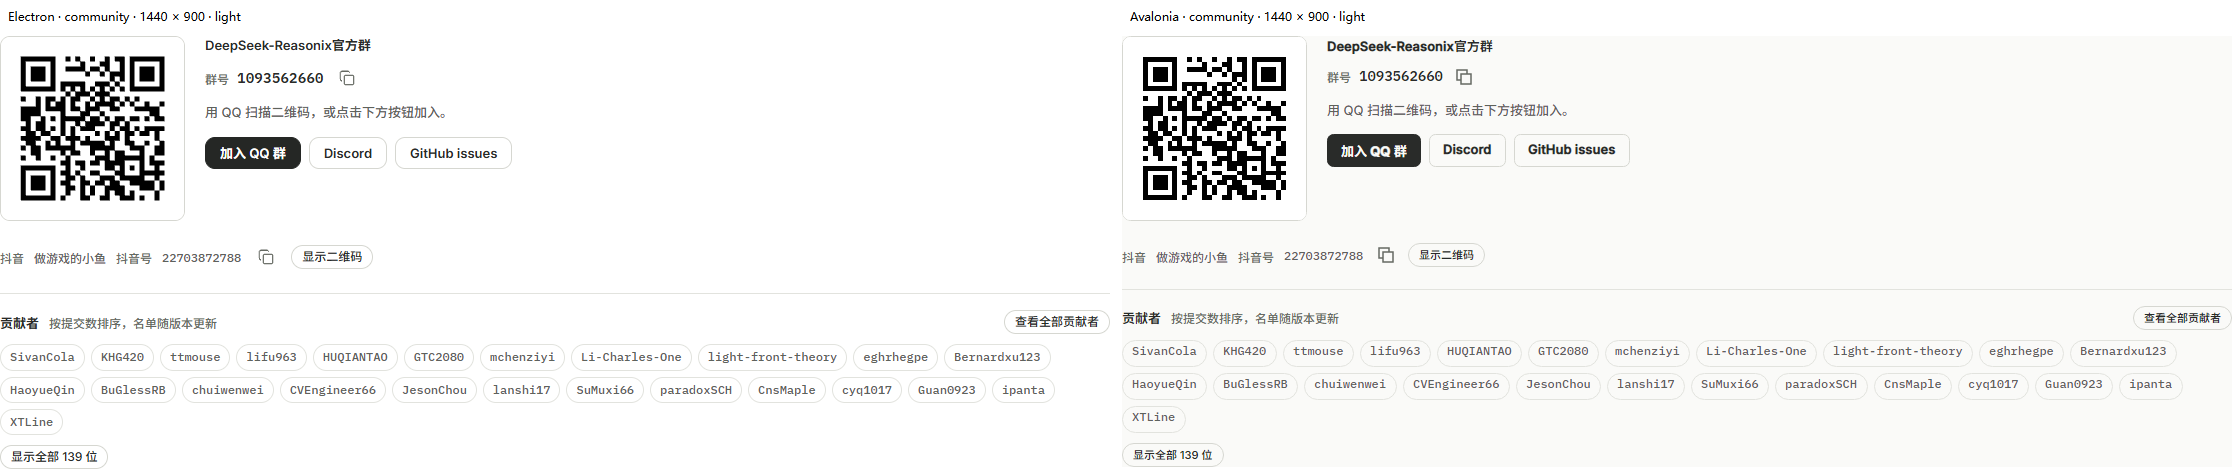 Electron · community · 1440 × 900 · light
DeepSeek-Reasonix官方群
群号 1093562660
用 QQ 扫描二维码，或点击下方按钮加入。
加入 QQ 群 Discord GitHub issues
抖音 做游戏的小鱼 抖音号 22703872788 显示二维码
贡献者 按提交数排序，名单随版本更新 查看全部贡献者
SivanCola KHG420 ttmouse lifu963 HUQIANTAO GTC2080 mchenziyi Li-Charles-One light-front-theory eghrhegpe Bernardxu123
HaoyueQin BuGlessRB chuiwenwei CVEngineer66 JesonChou lanshi17 SuMuxi66 paradoxSCH CnsMaple cyq1017 Guan0923 ipanta
XTLine
显示全部 139 位
Avalonia · community · 1440 × 900 · light
DeepSeek-Reasonix官方群
群号 1093562660
用 QQ 扫描二维码，或点击下方按钮加入。
加入 QQ 群 Discord GitHub issues
抖音 做游戏的小鱼 抖音号 22703872788 显示二维码
贡献者 按提交数排序，名单随版本更新 查看全部贡献者
SivanCola KHG420 ttmouse lifu963 HUQIANTAO GTC2080 mchenziyi Li-Charles-One light-front-theory eghrhegpe Bernardxu123
HaoyueQin BuGlessRB chuiwenwei CVEngineer66 JesonChou lanshi17 SuMuxi66 paradoxSCH CnsMaple cyq1017 Guan0923 ipanta
XTLine
显示全部 139 位